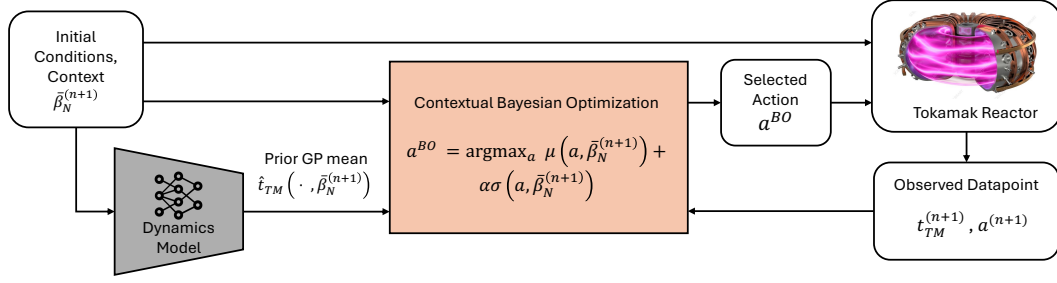 Initial
Conditions,
Context
β̄_N^(n+1)
Prior GP mean
t̂_TM( · , β̄_N^(n+1))
Dynamics
Model
Contextual Bayesian Optimization
a^BO = argmax_a μ(a, β̄_N^(n+1)) +
ασ(a, β̄_N^(n+1))
Selected
Action
a^BO
Tokamak Reactor
Observed Datapoint
t_TM^(n+1) , a^(n+1)